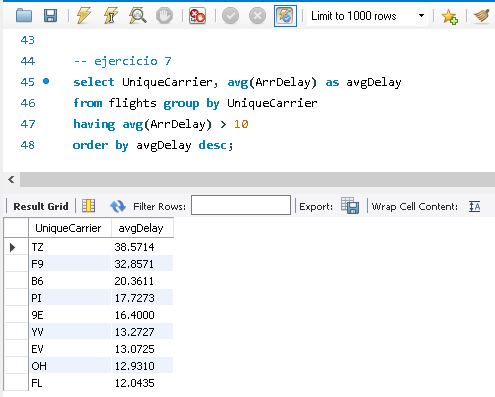 Limit to 1000 rows
43
44 -- ejercicio 7
45 select UniqueCarrier, avg(ArrDelay) as avgDelay
46 from flights group by UniqueCarrier
47 having avg(ArrDelay) > 10
48 order by avgDelay desc;
Result Grid Filter Rows: Export: Wrap Cell Content:
UniqueCarrier avgDelay
TZ 38.5714
F9 32.8571
B6 20.3611
PI 17.7273
9E 16.4000
YV 13.2727
EV 13.0725
OH 12.9310
FL 12.0435